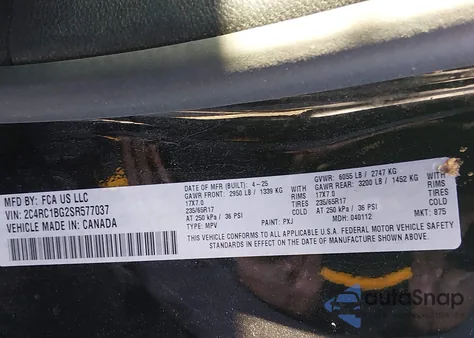 MFD BY: FCA US LLC
VIN: 2C4RC1BG2SR577037
VEHICLE MADE IN: CANADA
DATE OF MFR (BUILT): 4-25
GAWR FRONT: 2950 LB / 1339 KG WITH
17X7.0 RIMS
235/65R17 TIRES
AT 250 kPa / 36 PSI COLD
TYPE: MPV PAINT: PXJ
GVWR: 6055 LB / 2747 KG
GAWR REAR: 3200 LB / 1452 KG WITH
17X7.0 RIMS
235/65R17 TIRES
AT 250 kPa / 36 PSI COLD
MDH: 040112 MKT: 875
THIS VEHICLE CONFORMS TO ALL APPLICABLE U.S.A. FEDERAL MOTOR VEHICLE SAFETY
STANDARDS IN EFFECT ON THE DATE OF MANUFACTURE SHOWN ABOVE.
autoSnap